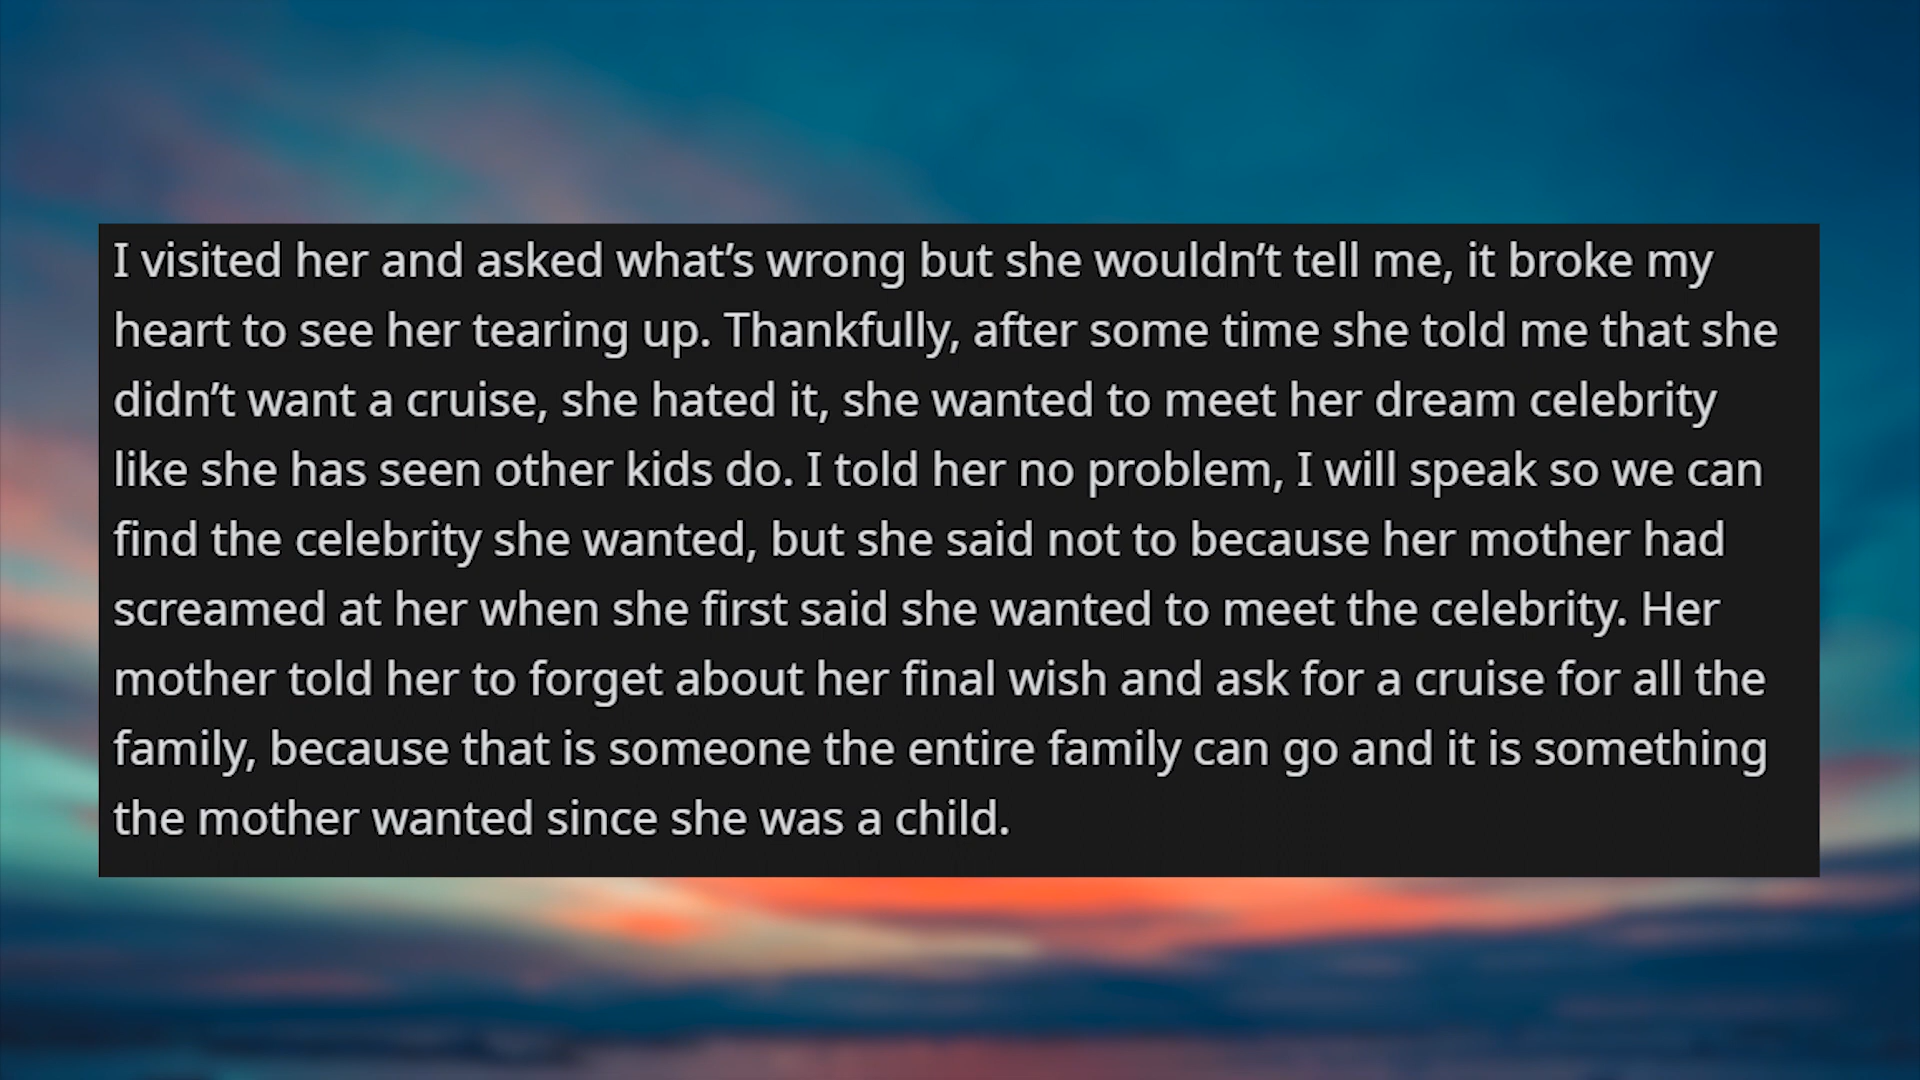 I visited her and asked what’s wrong but she wouldn’t tell me, it broke my
heart to see her tearing up. Thankfully, after some time she told me that she
didn’t want a cruise, she hated it, she wanted to meet her dream celebrity
like she has seen other kids do. I told her no problem, I will speak so we can
find the celebrity she wanted, but she said not to because her mother had
screamed at her when she first said she wanted to meet the celebrity. Her
mother told her to forget about her final wish and ask for a cruise for all the
family, because that is someone the entire family can go and it is something
the mother wanted since she was a child.